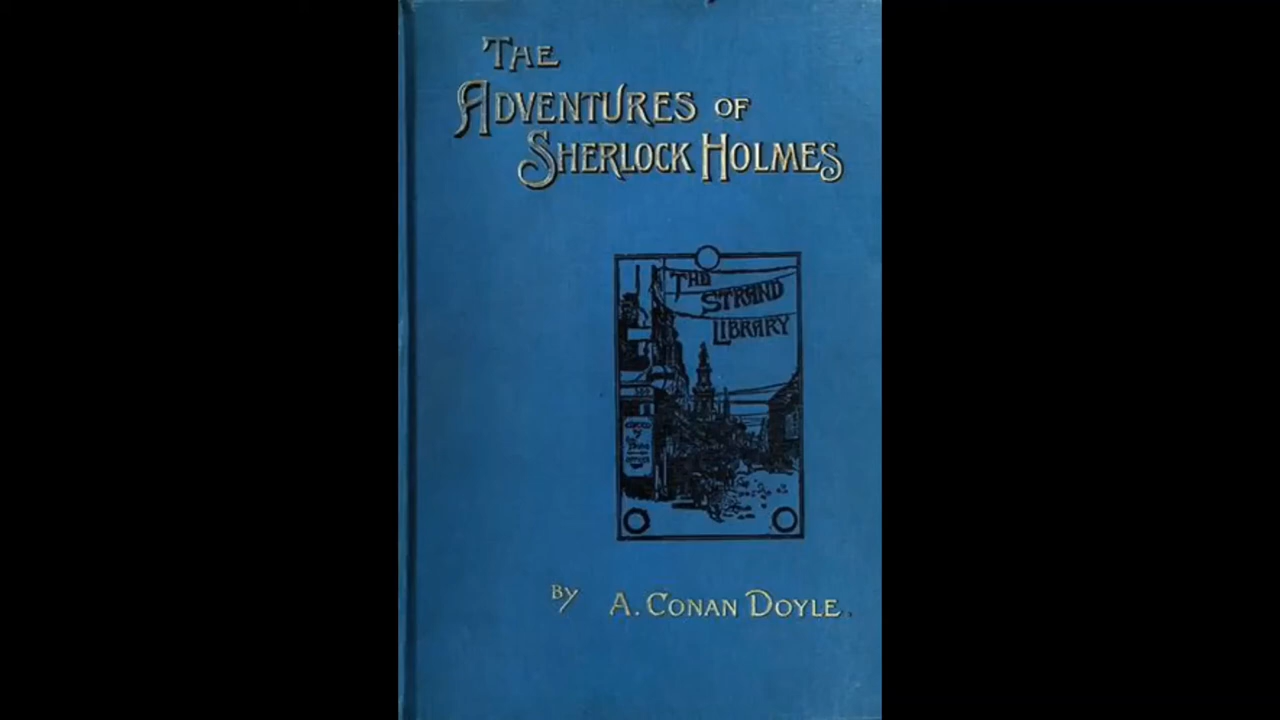 THE
ADVENTURES OF
SHERLOCK HOLMES
THE
STRAND
LIBRARY
BY A. CONAN DOYLE.